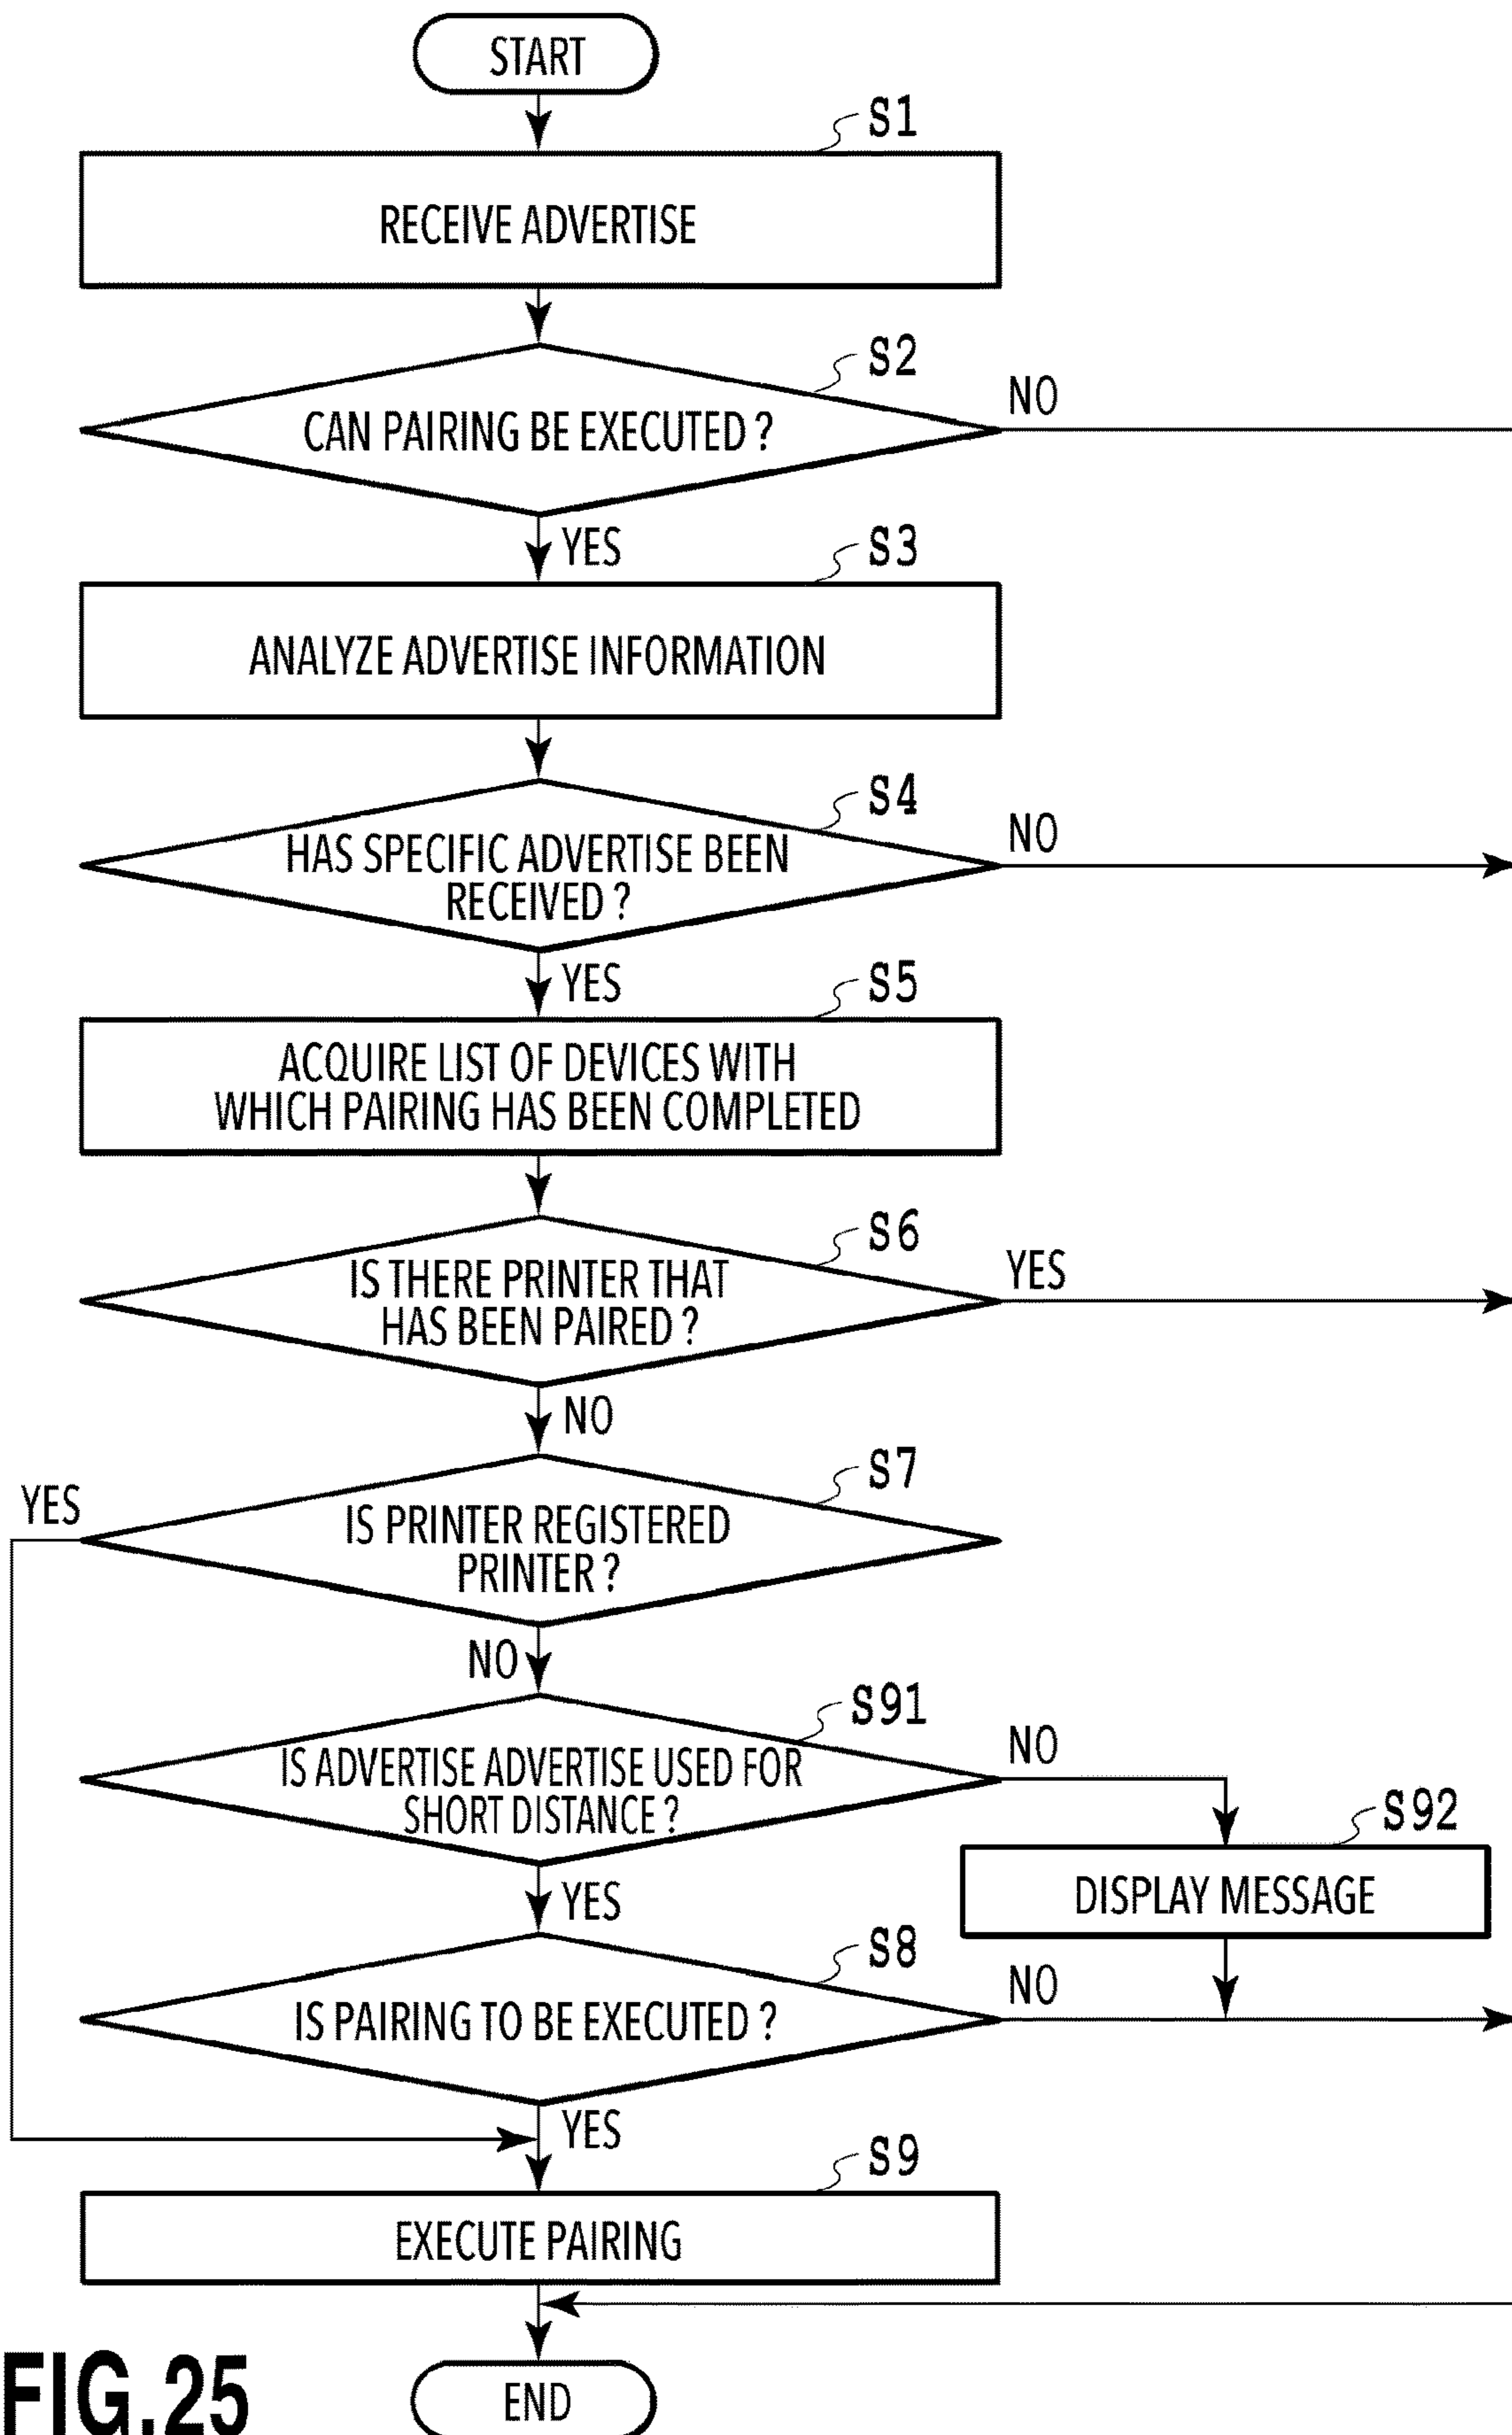 START
S1
RECEIVE ADVERTISE
S2
CAN PAIRING BE EXECUTED ?
NO
YES
S3
ANALYZE ADVERTISE INFORMATION
S4
HAS SPECIFIC ADVERTISE BEEN
RECEIVED ?
NO
YES
S5
ACQUIRE LIST OF DEVICES WITH
WHICH PAIRING HAS BEEN COMPLETED
S6
IS THERE PRINTER THAT
HAS BEEN PAIRED ?
YES
NO
S7
YES
IS PRINTER REGISTERED
PRINTER ?
NO
S91
IS ADVERTISE ADVERTISE USED FOR
SHORT DISTANCE ?
NO
S92
DISPLAY MESSAGE
YES
S8
IS PAIRING TO BE EXECUTED ?
NO
YES
S9
EXECUTE PAIRING
END
FIG.25